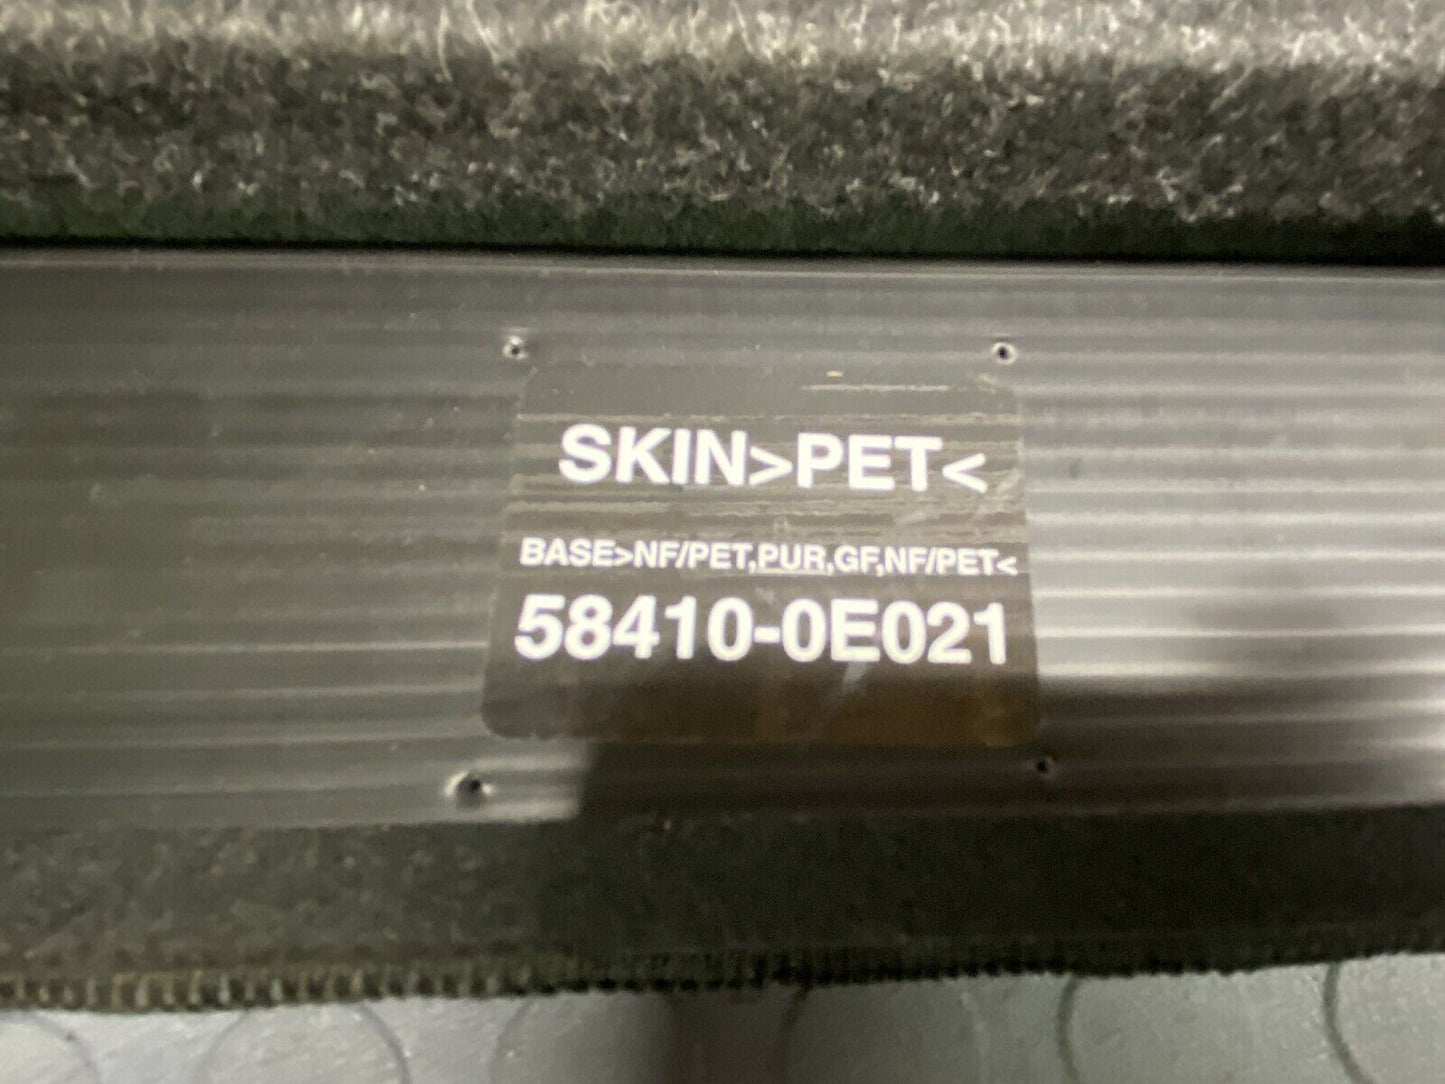 SKIN>PET<
BASE>NF/PET,PUR,GF,NF/PET<
58410-0E021